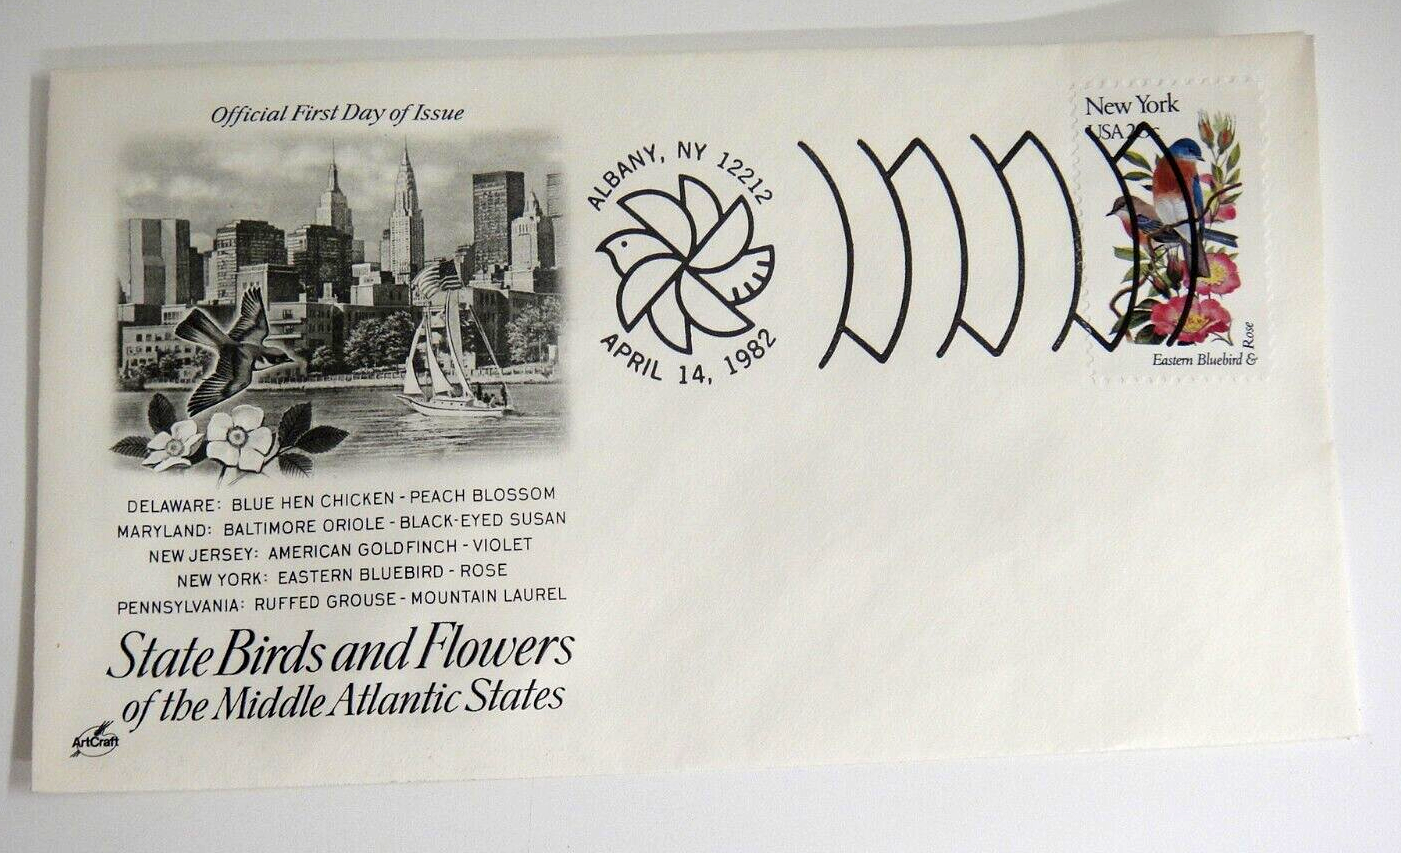 Official First Day of Issue
ALBANY, NY 12212
APRIL 14, 1982
New York
USA 20c
Eastern Bluebird &
Rose
DELAWARE: BLUE HEN CHICKEN - PEACH BLOSSOM
MARYLAND: BALTIMORE ORIOLE - BLACK-EYED SUSAN
NEW JERSEY: AMERICAN GOLDFINCH - VIOLET
NEW YORK: EASTERN BLUEBIRD - ROSE
PENNSYLVANIA: RUFFED GROUSE - MOUNTAIN LAUREL
State Birds and Flowers
of the Middle Atlantic States
ArtCraft